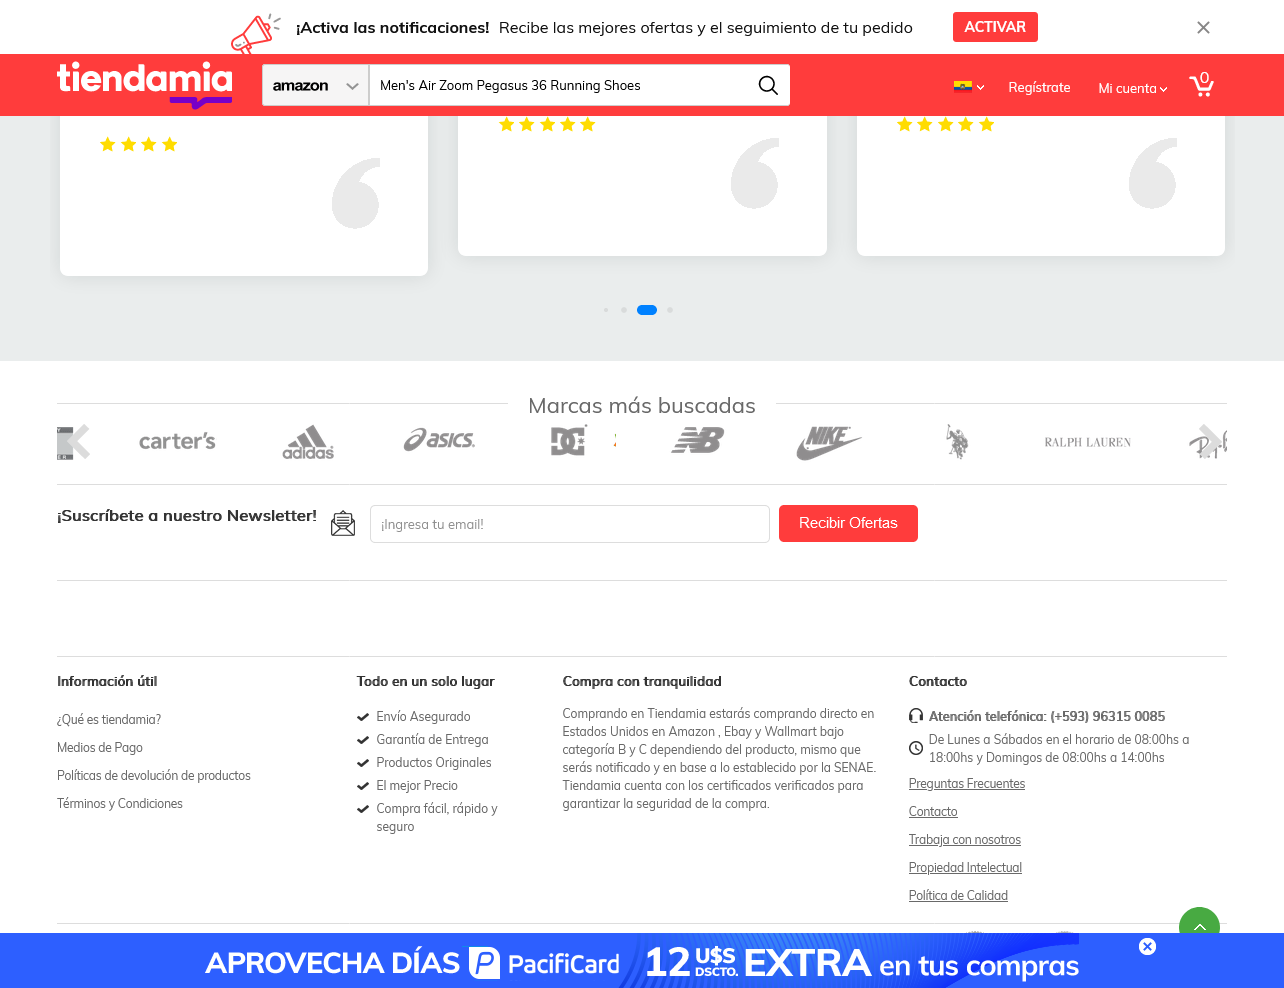 ¡Activa las notificaciones! Recibe las mejores ofertas y el seguimiento de tu pedido ACTIVAR
tiendamia amazon Men's Air Zoom Pegasus 36 Running Shoes Regístrate Mi cuenta 0
Marcas más buscadas
carter's adidas asics DC NB NIKE RALPH LAUREN
¡Suscríbete a nuestro Newsletter! ¡Ingresa tu email! Recibir Ofertas
Información útil
¿Qué es tiendamia?
Medios de Pago
Políticas de devolución de productos
Términos y Condiciones
Todo en un solo lugar
Envío Asegurado
Garantía de Entrega
Productos Originales
El mejor Precio
Compra fácil, rápido y
seguro
Compra con tranquilidad
Comprando en Tiendamia estarás comprando directo en
Estados Unidos en Amazon , Ebay y Wallmart bajo
categoría B y C dependiendo del producto, mismo que
serás notificado y en base a lo establecido por la SENAE.
Tiendamia cuenta con los certificados verificados para
garantizar la seguridad de la compra.
Contacto
Atención telefónica: (+593) 96315 0085
De Lunes a Sábados en el horario de 08:00hs a
18:00hs y Domingos de 08:00hs a 14:00hs
Preguntas Frecuentes
Contacto
Trabaja con nosotros
Propiedad Intelectual
Política de Calidad
APROVECHA DÍAS PacifiCard 12 U$S DSCTO. EXTRA en tus compras